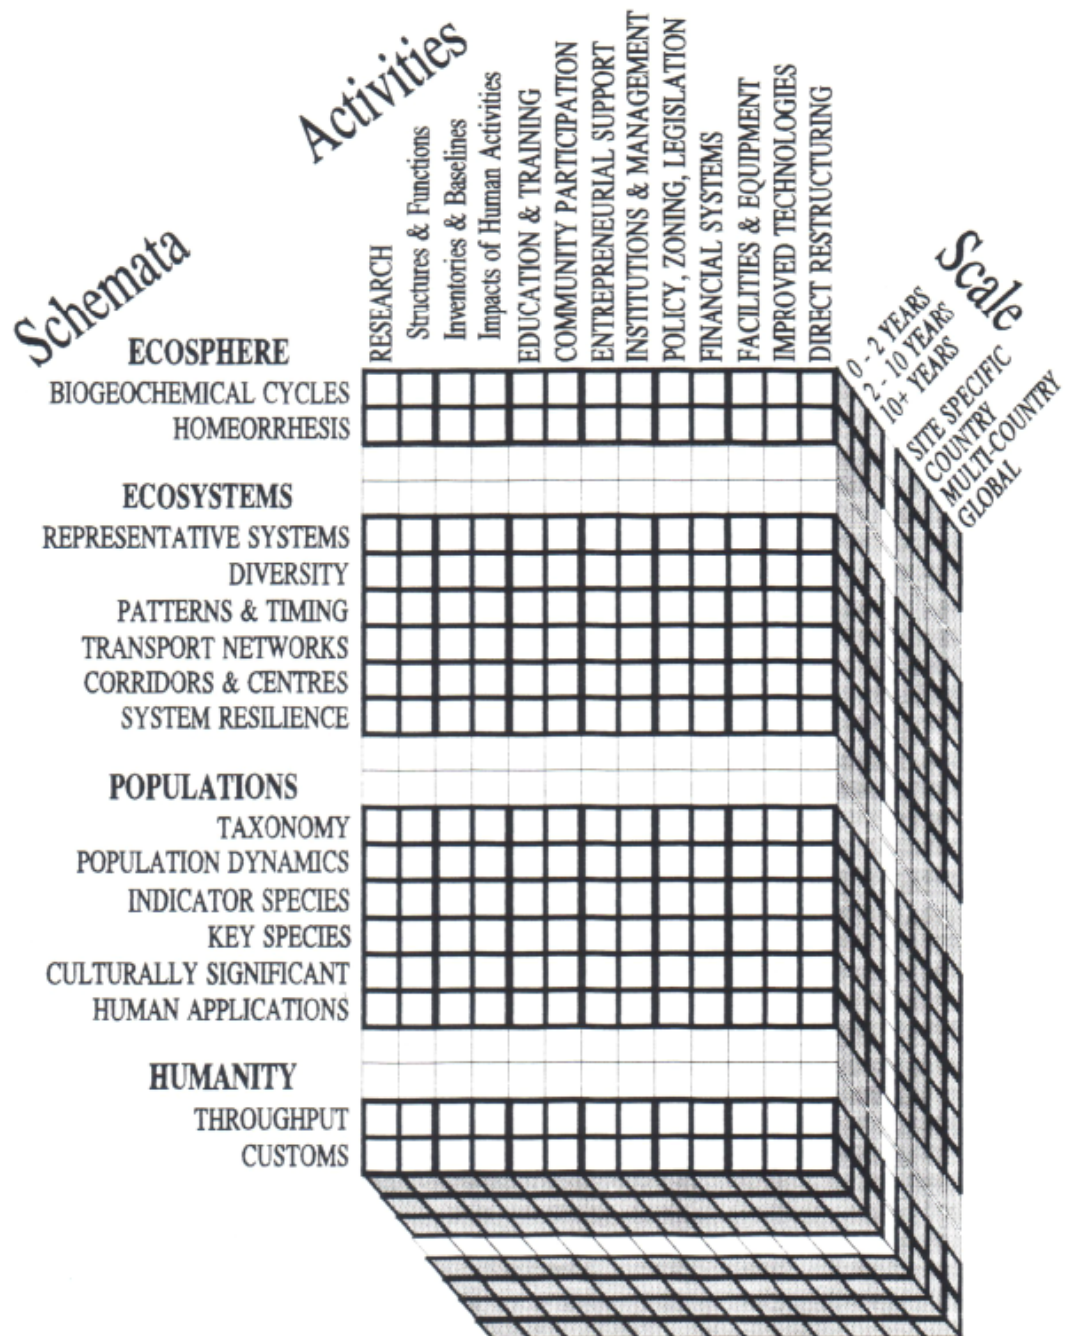 Activities
Schemata
Scale
RESEARCH
Structures & Functions
Inventories & Baselines
Impacts of Human Activities
EDUCATION & TRAINING
COMMUNITY PARTICIPATION
ENTREPRENEURIAL SUPPORT
INSTITUTIONS & MANAGEMENT
POLICY, ZONING, LEGISLATION
FINANCIAL SYSTEMS
FACILITIES & EQUIPMENT
IMPROVED TECHNOLOGIES
DIRECT RESTRUCTURING
0 - 2 YEARS
2 - 10 YEARS
10+ YEARS
SITE SPECIFIC
COUNTRY
MULTI-COUNTRY
GLOBAL
ECOSPHERE
BIOGEOCHEMICAL CYCLES
HOMEORRHESIS
ECOSYSTEMS
REPRESENTATIVE SYSTEMS
DIVERSITY
PATTERNS & TIMING
TRANSPORT NETWORKS
CORRIDORS & CENTRES
SYSTEM RESILIENCE
POPULATIONS
TAXONOMY
POPULATION DYNAMICS
INDICATOR SPECIES
KEY SPECIES
CULTURALLY SIGNIFICANT
HUMAN APPLICATIONS
HUMANITY
THROUGHPUT
CUSTOMS